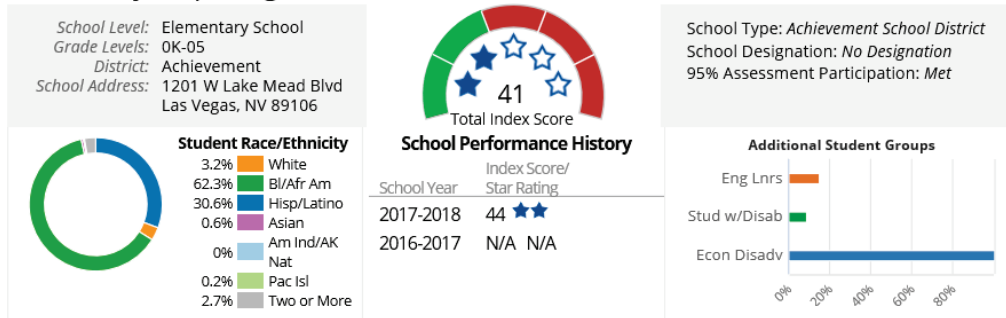 School Level: Elementary School
Grade Levels: 0K-05
District: Achievement
School Address: 1201 W Lake Mead Blvd
Las Vegas, NV 89106
41
Total Index Score
School Type: Achievement School District
School Designation: No Designation
95% Assessment Participation: Met
Student Race/Ethnicity
3.2% White
62.3% Bl/Afr Am
30.6% Hisp/Latino
0.6% Asian
0% Am Ind/AK
Nat
0.2% Pac Isl
2.7% Two or More
School Performance History
School Year Index Score/
Star Rating
2017-2018 44
2016-2017 N/A N/A
Additional Student Groups
Eng Lnrs
Stud w/Disab
Econ Disadv
0% 20% 40% 60% 80%